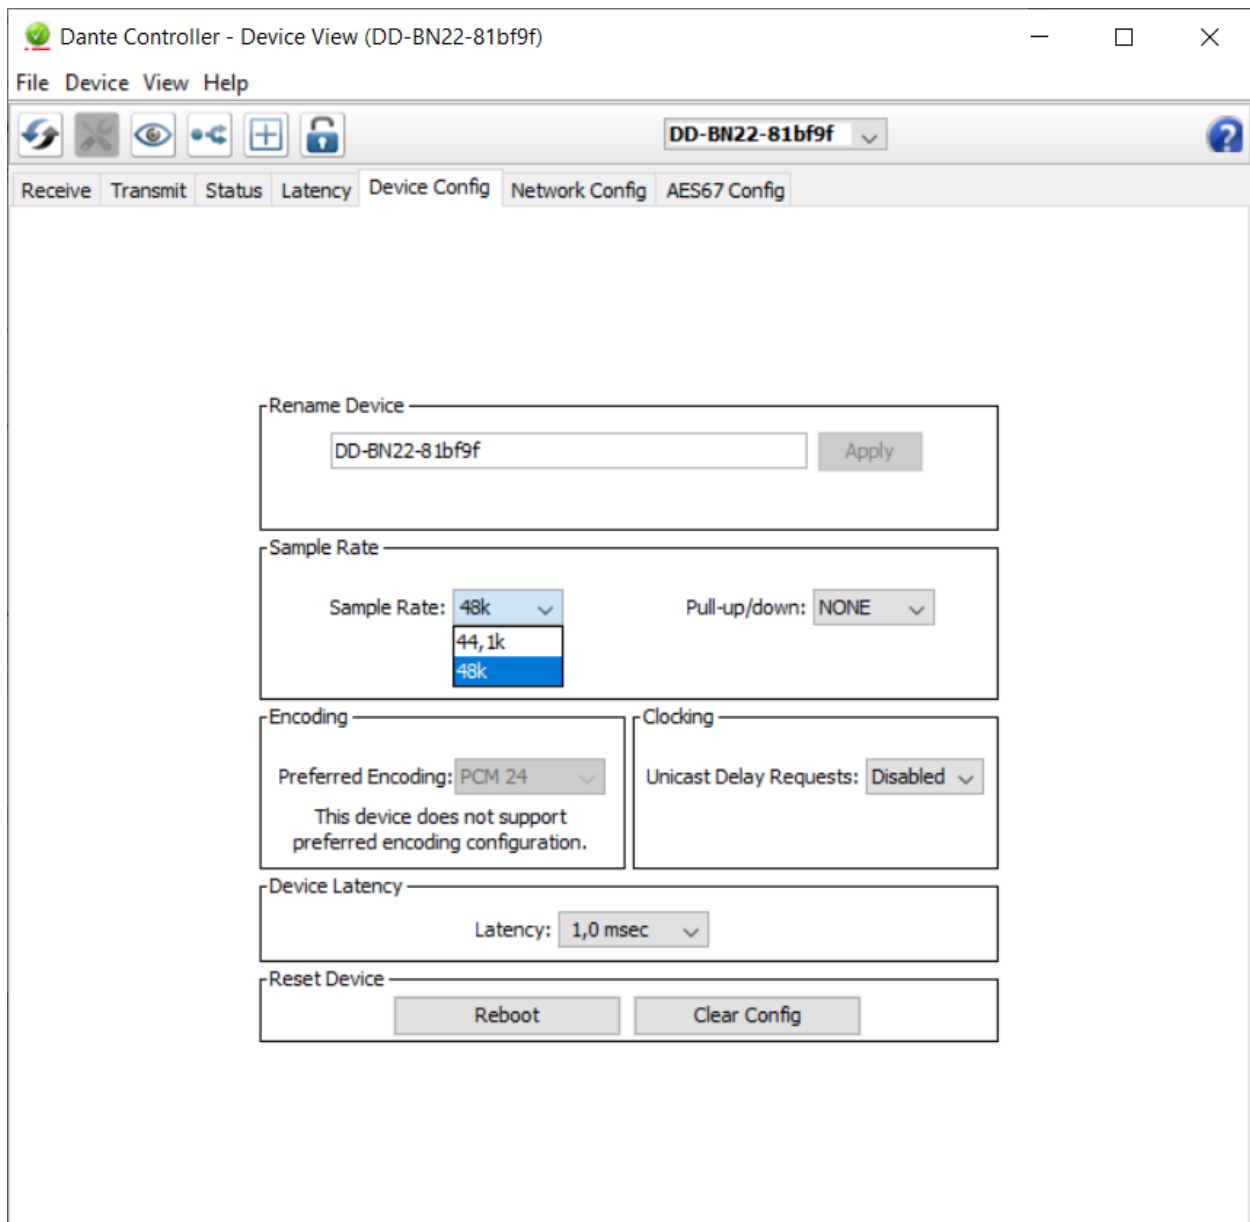 Dante Controller - Device View (DD-BN22-81bf9f)
File Device View Help
DD-BN22-81bf9f
?
Receive Transmit Status Latency Device Config Network Config AES67 Config
Rename Device
DD-BN22-81bf9f Apply
Sample Rate
Sample Rate: 48k Pull-up/down: NONE
44,1k
48k
Encoding Clocking
Preferred Encoding: PCM 24 Unicast Delay Requests: Disabled
This device does not support
preferred encoding configuration.
Device Latency
Latency: 1,0 msec
Reset Device
Reboot Clear Config